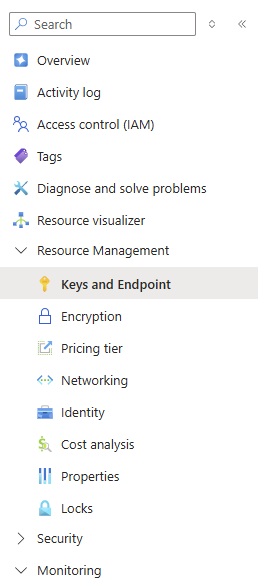 Search
Overview
Activity log
Access control (IAM)
Tags
Diagnose and solve problems
Resource visualizer
Resource Management
Keys and Endpoint
Encryption
Pricing tier
Networking
Identity
Cost analysis
Properties
Locks
Security
Monitoring